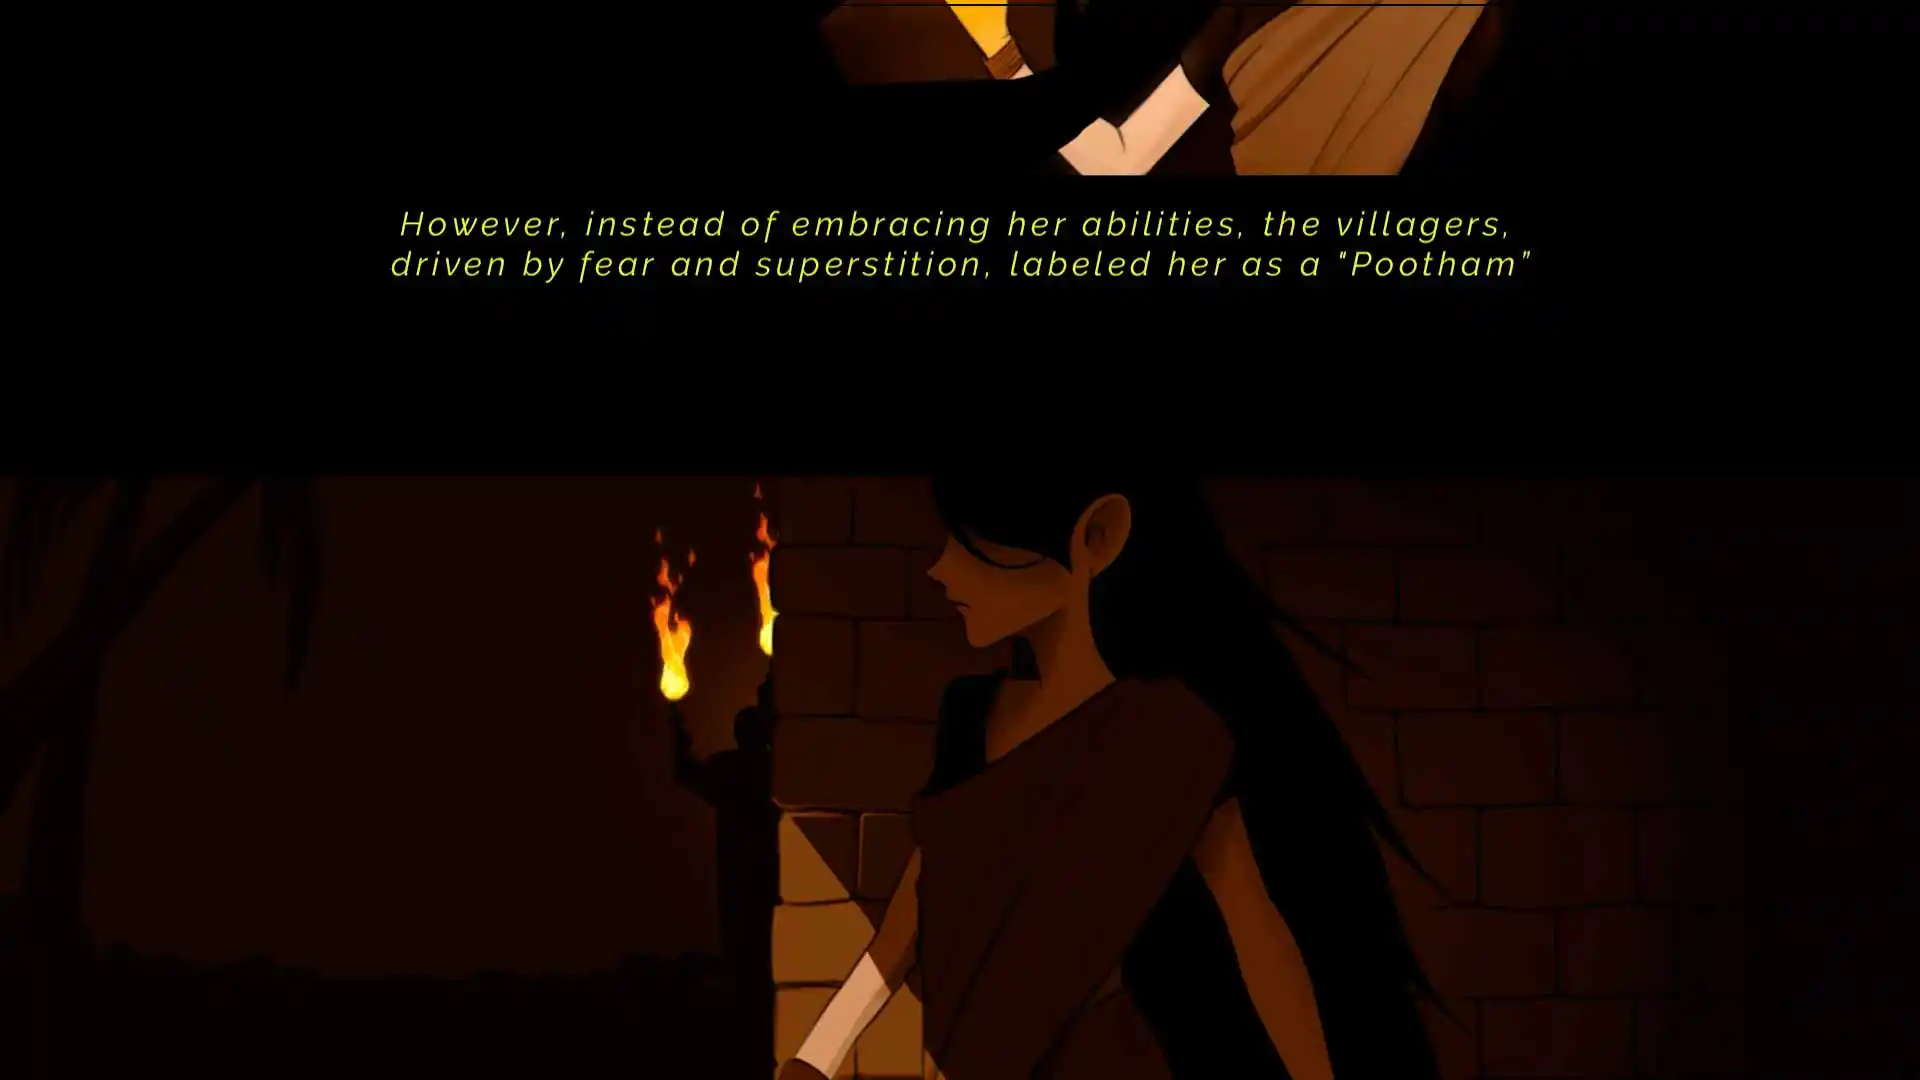 However, instead of embracing her abilities, the villagers,
driven by fear and superstition, labeled her as a "Pootham”